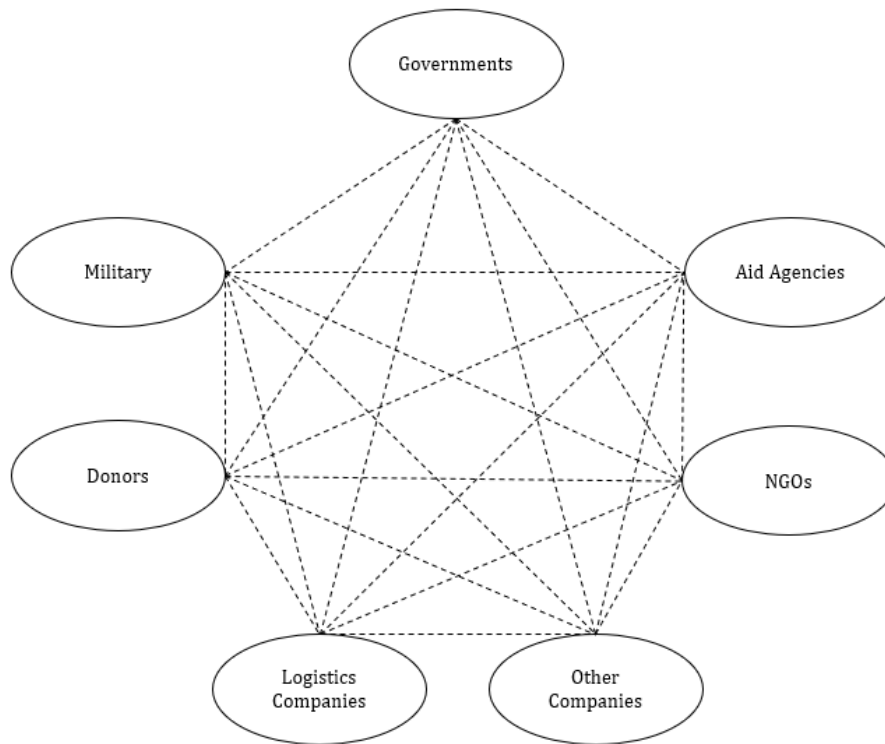 Governments
Military
Aid Agencies
Donors
NGOs
Logistics
Companies
Other
Companies